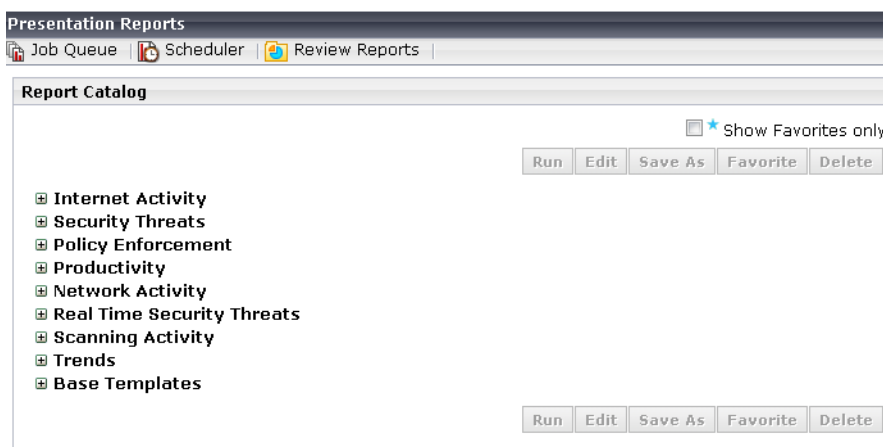 Presentation Reports
Job Queue | Scheduler | Review Reports |
Report Catalog
Show Favorites only
Run Edit Save As Favorite Delete
Internet Activity
Security Threats
Policy Enforcement
Productivity
Network Activity
Real Time Security Threats
Scanning Activity
Trends
Base Templates
Run Edit Save As Favorite Delete